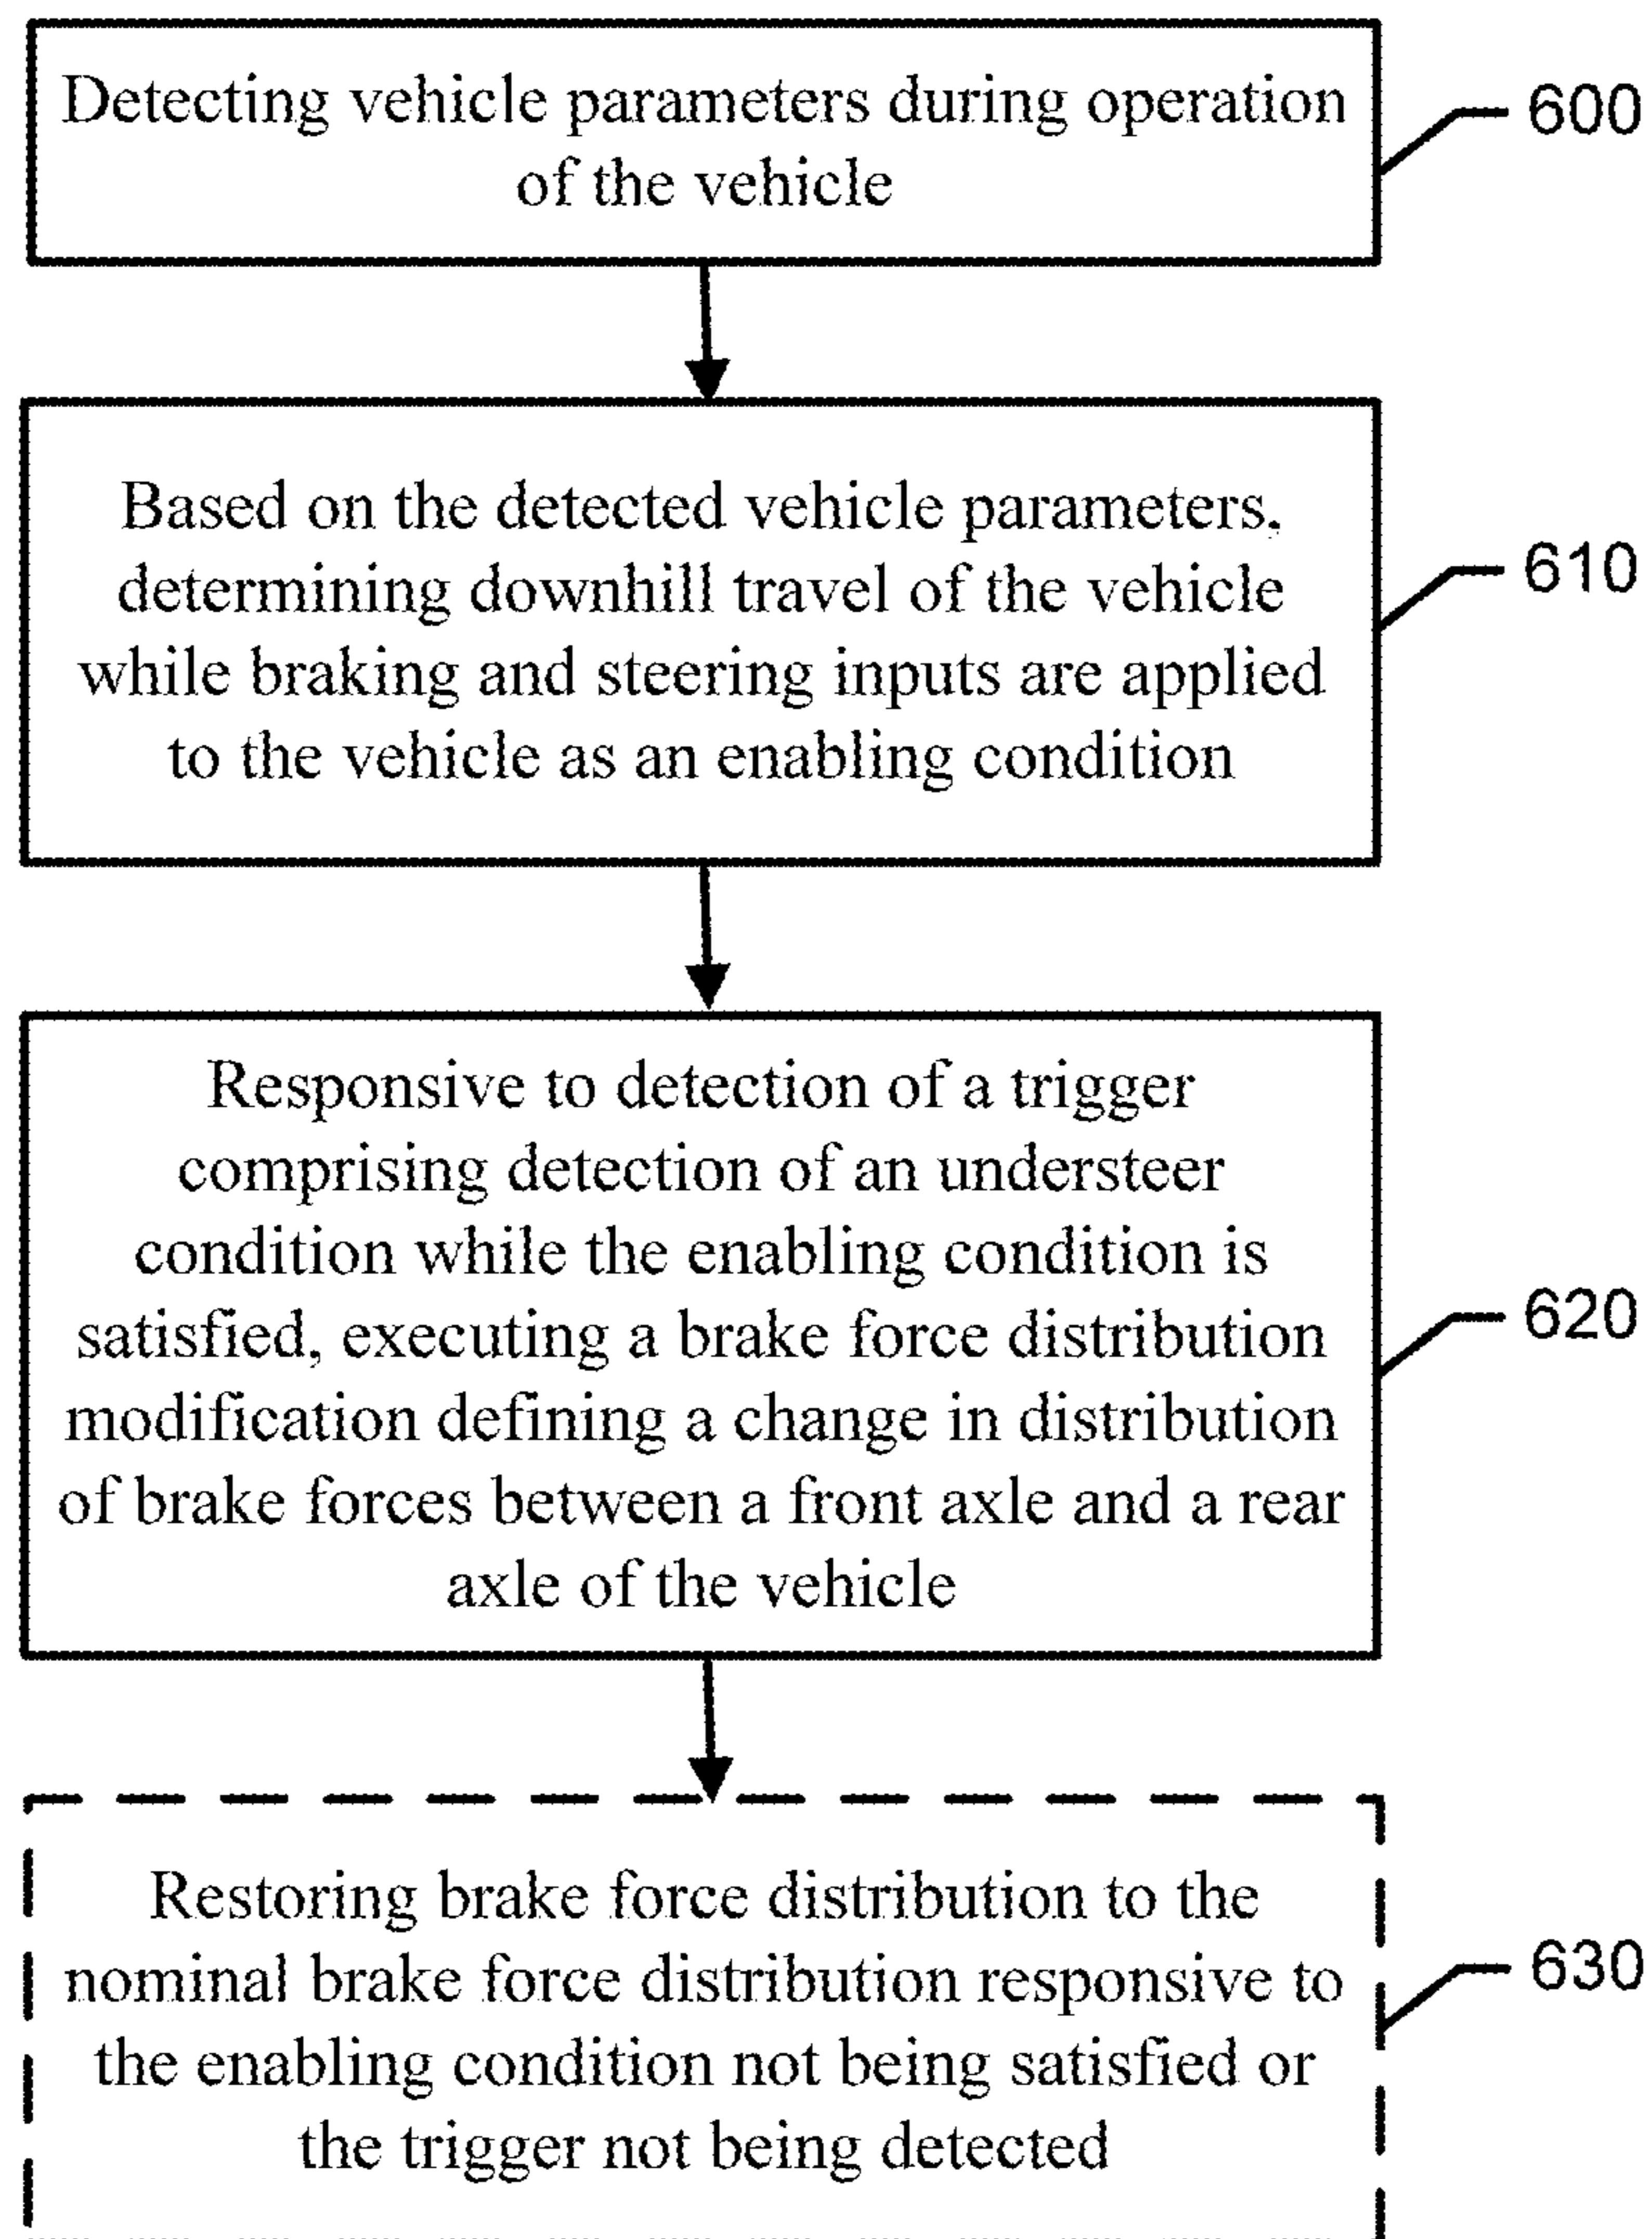 Detecting vehicle parameters during operation
of the vehicle
600
Based on the detected vehicle parameters,
determining downhill travel of the vehicle
while braking and steering inputs are applied
to the vehicle as an enabling condition
610
Responsive to detection of a trigger
comprising detection of an understeer
condition while the enabling condition is
satisfied, executing a brake force distribution
modification defining a change in distribution
of brake forces between a front axle and a rear
axle of the vehicle
620
Restoring brake force distribution to the
nominal brake force distribution responsive to
the enabling condition not being satisfied or
the trigger not being detected
630